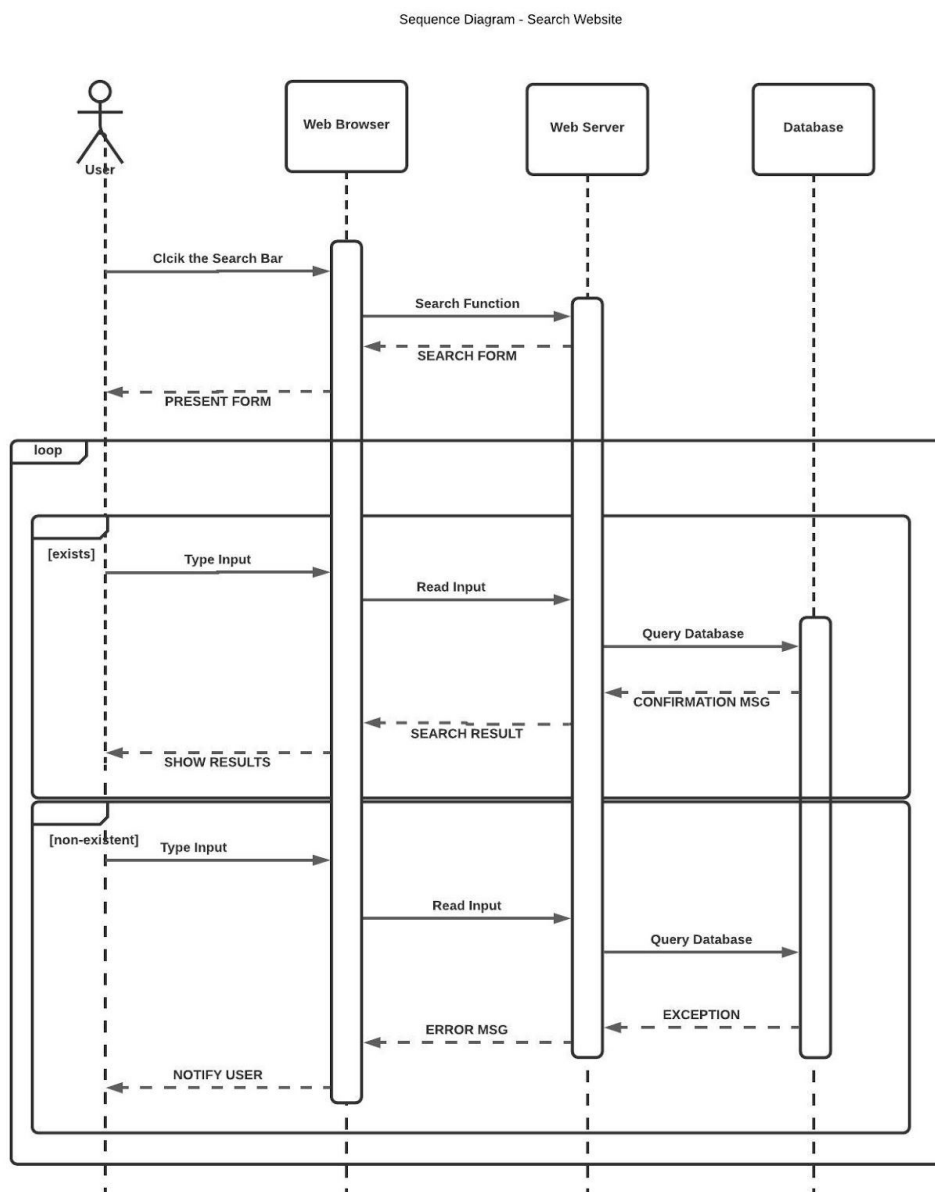 Sequence Diagram - Search Website
Web Browser
Web Server
Database
User
Clcik the Search Bar
Search Function
SEARCH FORM
PRESENT FORM
loop
[exists]
Type Input
Read Input
Query Database
CONFIRMATION MSG
SEARCH RESULT
SHOW RESULTS
[non-existent]
Type Input
Read Input
Query Database
EXCEPTION
ERROR MSG
NOTIFY USER